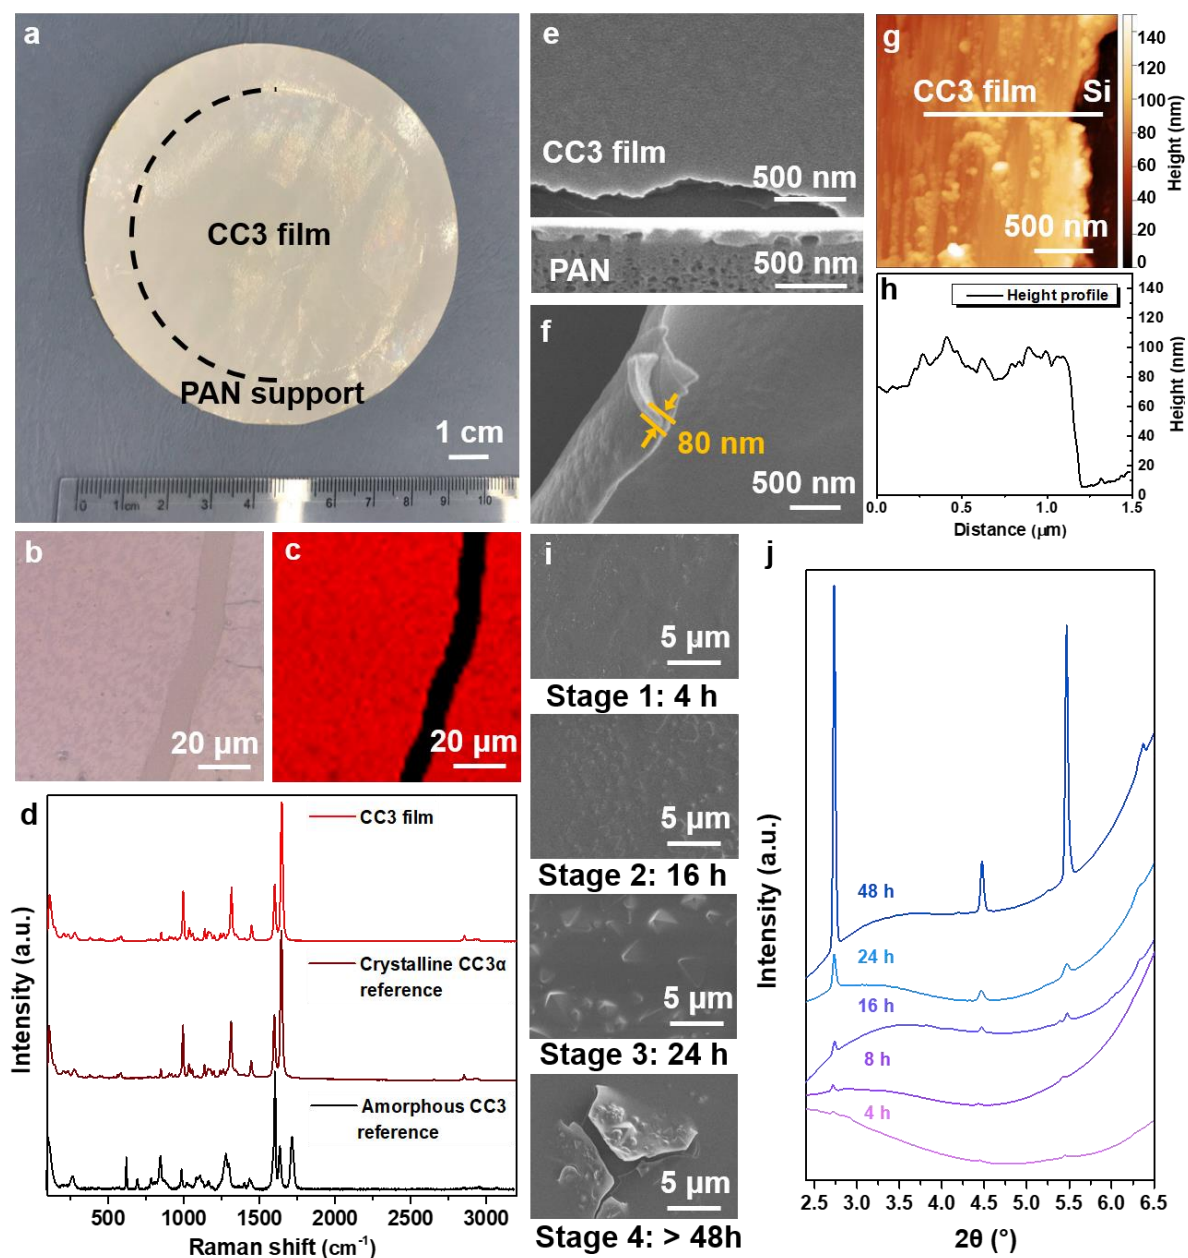 a
CC3 film
PAN support
1 cm
0 1 cm 2 3 4 5 6 7 8 9 10
b
20 µm
c
20 µm
d
CC3 film
Crystalline CC3α
reference
Amorphous CC3
reference
Intensity (a.u.)
500 1000 1500 2000 2500 3000
Raman shift (cm-1)
e
CC3 film
500 nm
PAN
500 nm
f
80 nm
500 nm
g
CC3 film Si
500 nm
140
120
100
80
60
40
20
0
Height (nm)
h
Height profile
140
120
100
80
60
40
20
0
Height (nm)
0.0 0.5 1.0 1.5
Distance (µm)
i
5 µm
Stage 1: 4 h
5 µm
Stage 2: 16 h
5 µm
Stage 3: 24 h
5 µm
Stage 4: > 48h
j
48 h
24 h
16 h
8 h
4 h
Intensity (a.u.)
2.5 3.0 3.5 4.0 4.5 5.0 5.5 6.0 6.5
2θ (°)